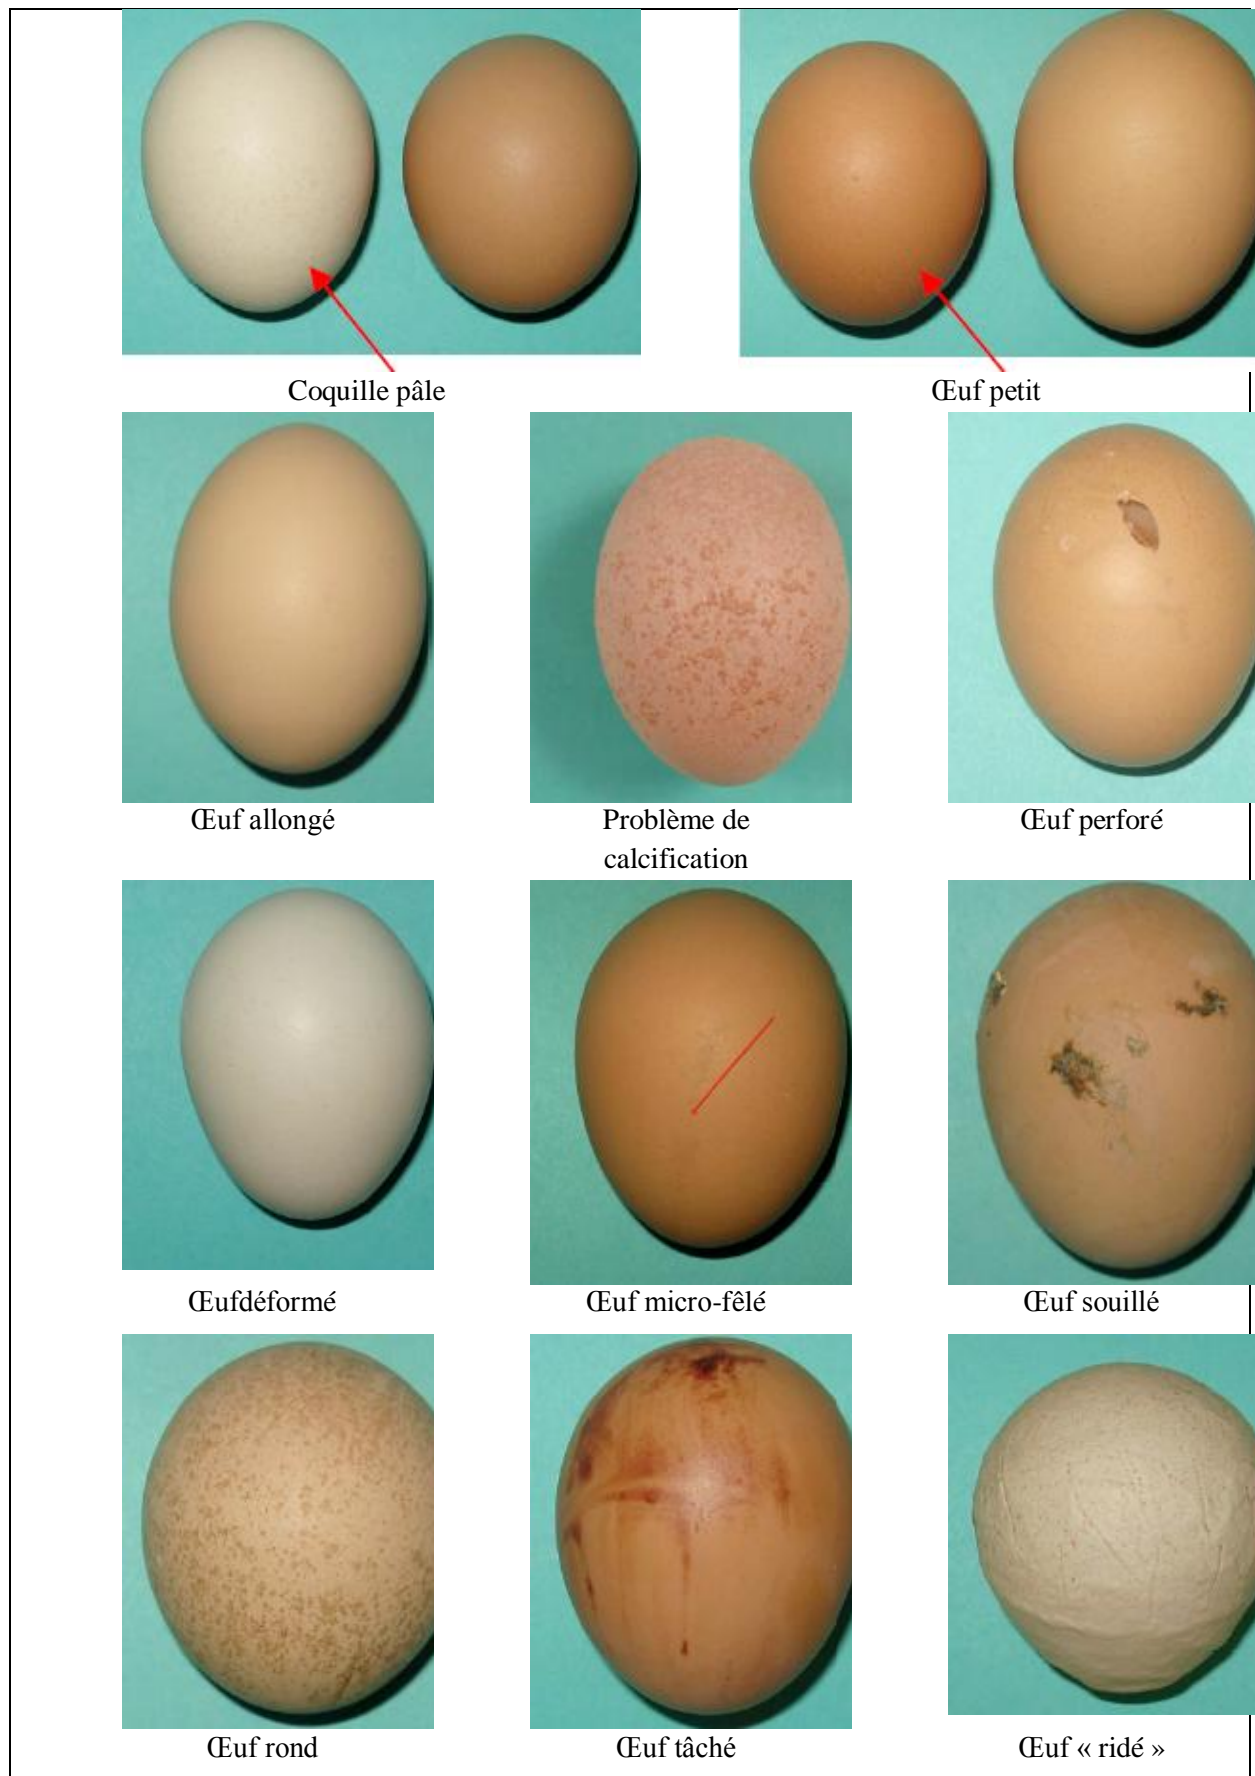 Coquille pâle
Œuf petit
Œuf allongé
Problème de
calcification
Œuf perforé
Œufdéformé
Œuf micro-fêlé
Œuf souillé
Œuf rond
Œuf tâché
Œuf « ridé »